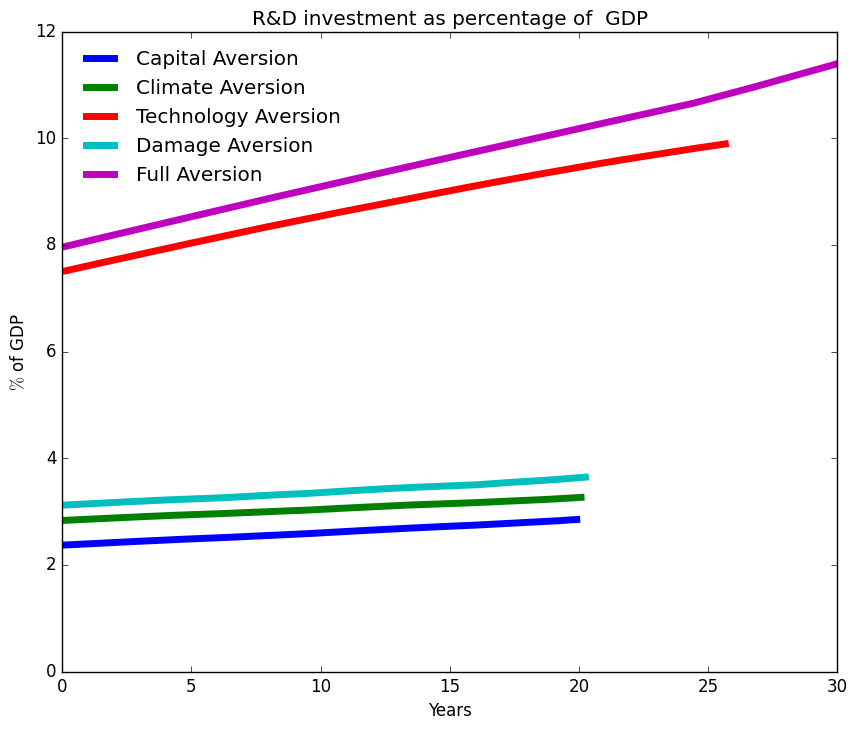 R&D investment as percentage of  GDP
12
10
8
6
4
2
0
% of GDP
Capital Aversion
Climate Aversion
Technology Aversion
Damage Aversion
Full Aversion
0 5 10 15 20 25 30
Years